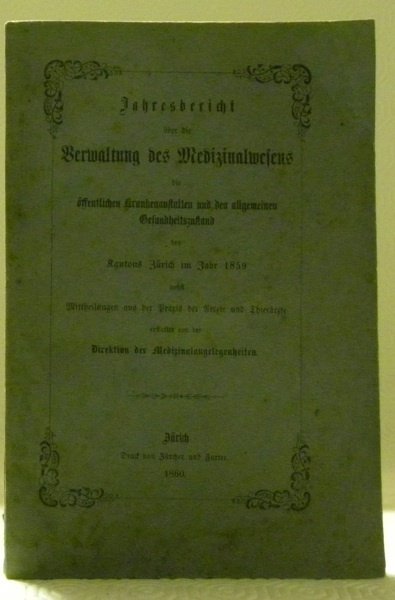 Jahresbericht
über die
Verwaltung des Medizinalwesens
die
öffentlichen Krankenanstalten und den allgemeinen
Gesundheitszustand
des
Kantons Zürich im Jahr 1859
nebst
Mittheilungen aus der Praxis der Aerzte und Thierärzte
erstattet von der
Direktion der Medizinalangelegenheiten.
Zürich
Druck von Zürcher und Furrer.
1860.